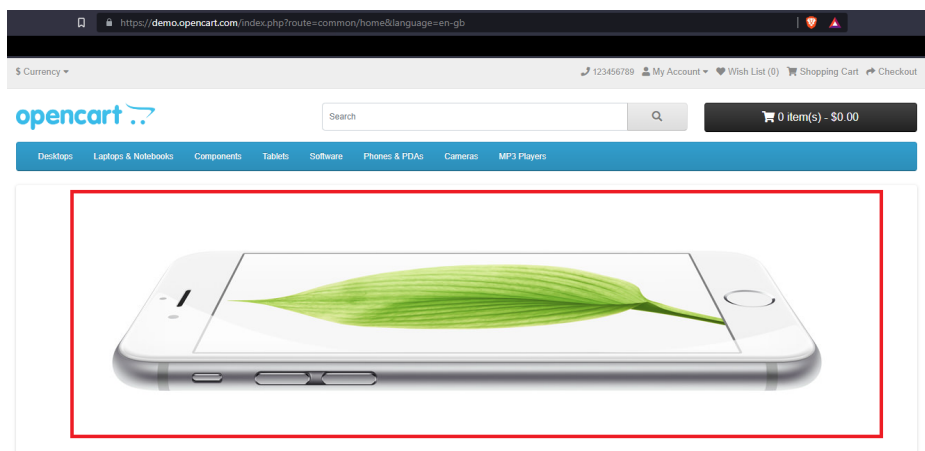 https://demo.opencart.com/index.php?route=common/home&language=en-gb
$ Currency
123456789 My Account Wish List (0) Shopping Cart Checkout
opencart
Search
0 item(s) - $0.00
Desktops Laptops & Notebooks Components Tablets Software Phones & PDAs Cameras MP3 Players